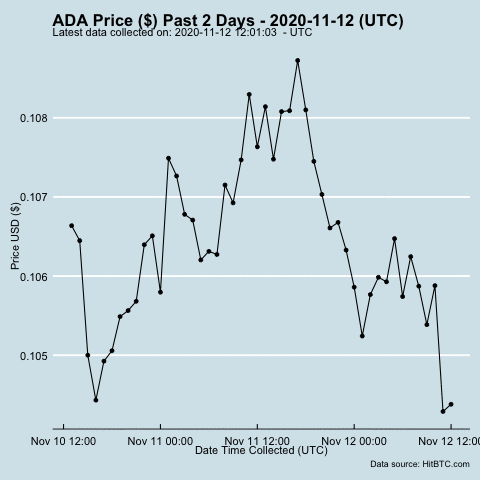 ADA Price ($) Past 2 Days - 2020-11-12 (UTC)
Latest data collected on: 2020-11-12 12:01:03 - UTC
0.108
0.107
0.106
0.105
Price USD ($)
Nov 10 12:00 Nov 11 00:00 Nov 11 12:00 Nov 12 00:00 Nov 12 12:00
Date Time Collected (UTC)
Data source: HitBTC.com